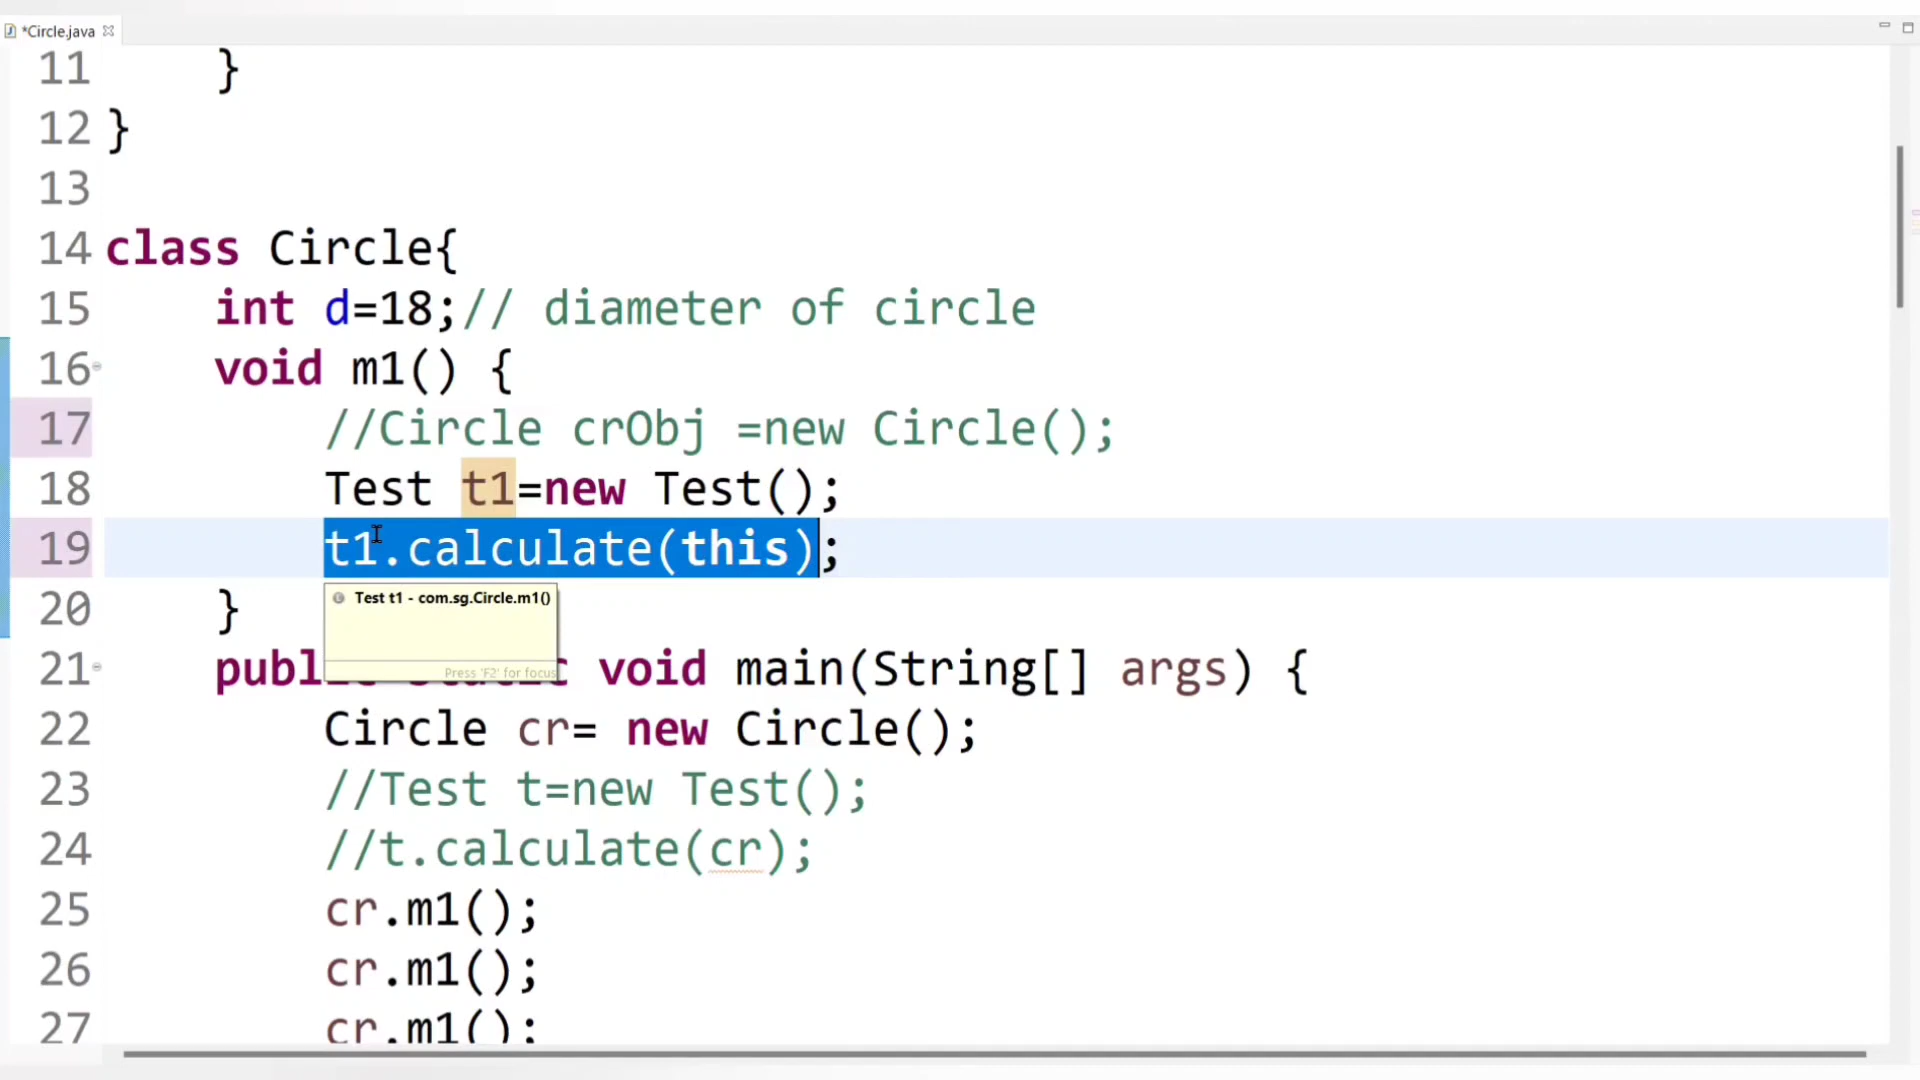 *Circle.java
11 }
12 }
13
14 class Circle{
15 int d=18;// diameter of circle
16 void m1() {
17 //Circle crObj =new Circle();
18 Test t1=new Test();
19 t1.calculate(this);
Test t1 - com.sg.Circle.m1()
20 }
Press 'F2' for focus
21 publ void main(String[] args) {
22 Circle cr= new Circle();
23 //Test t=new Test();
24 //t.calculate(cr);
25 cr.m1();
26 cr.m1();
27 cr.m1();